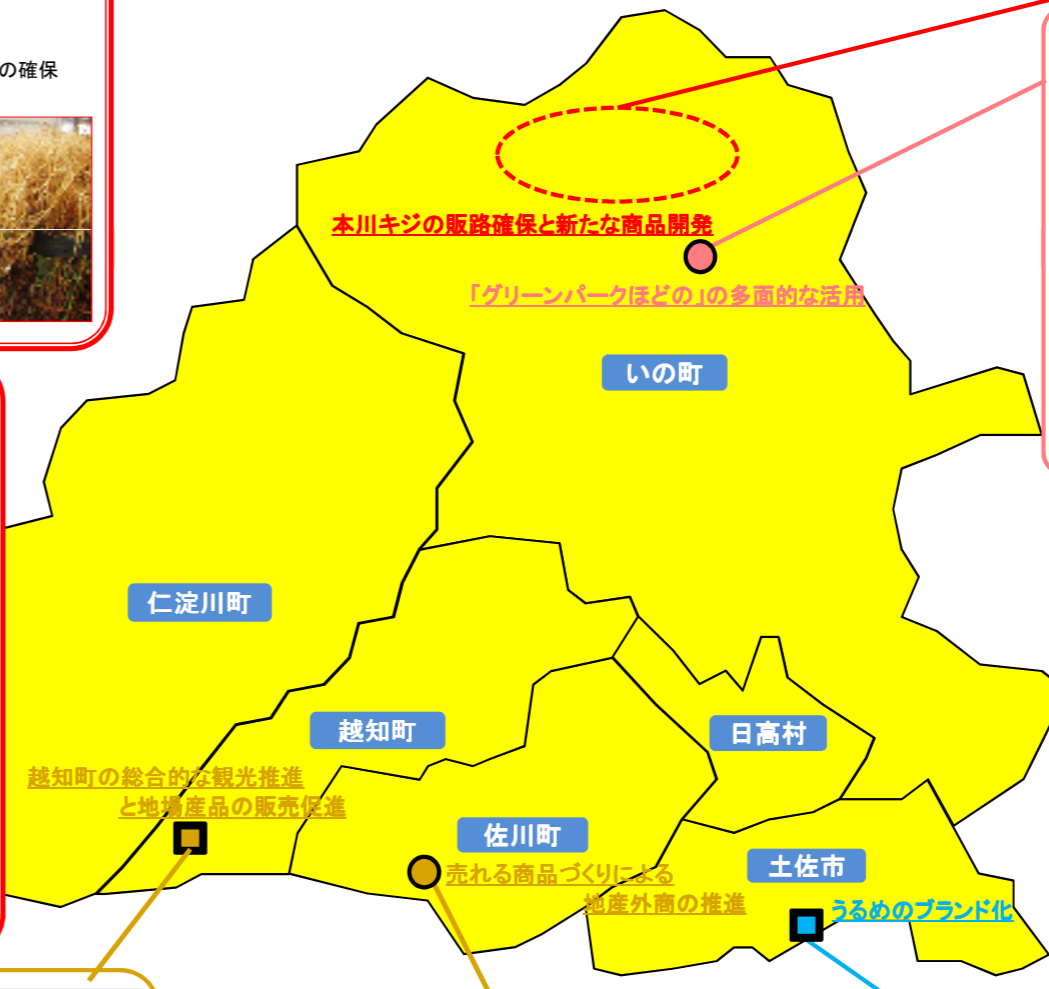 の確保
本川キジの販路確保と新たな商品開発
「グリーンパークほどの」の多面的な活用
いの町
仁淀川町
越知町
日高村
越知町の総合的な観光推進
と地場産品の販売促進
佐川町
売れる商品づくりによる
地産外商の推進
土佐市
うるめのブランド化